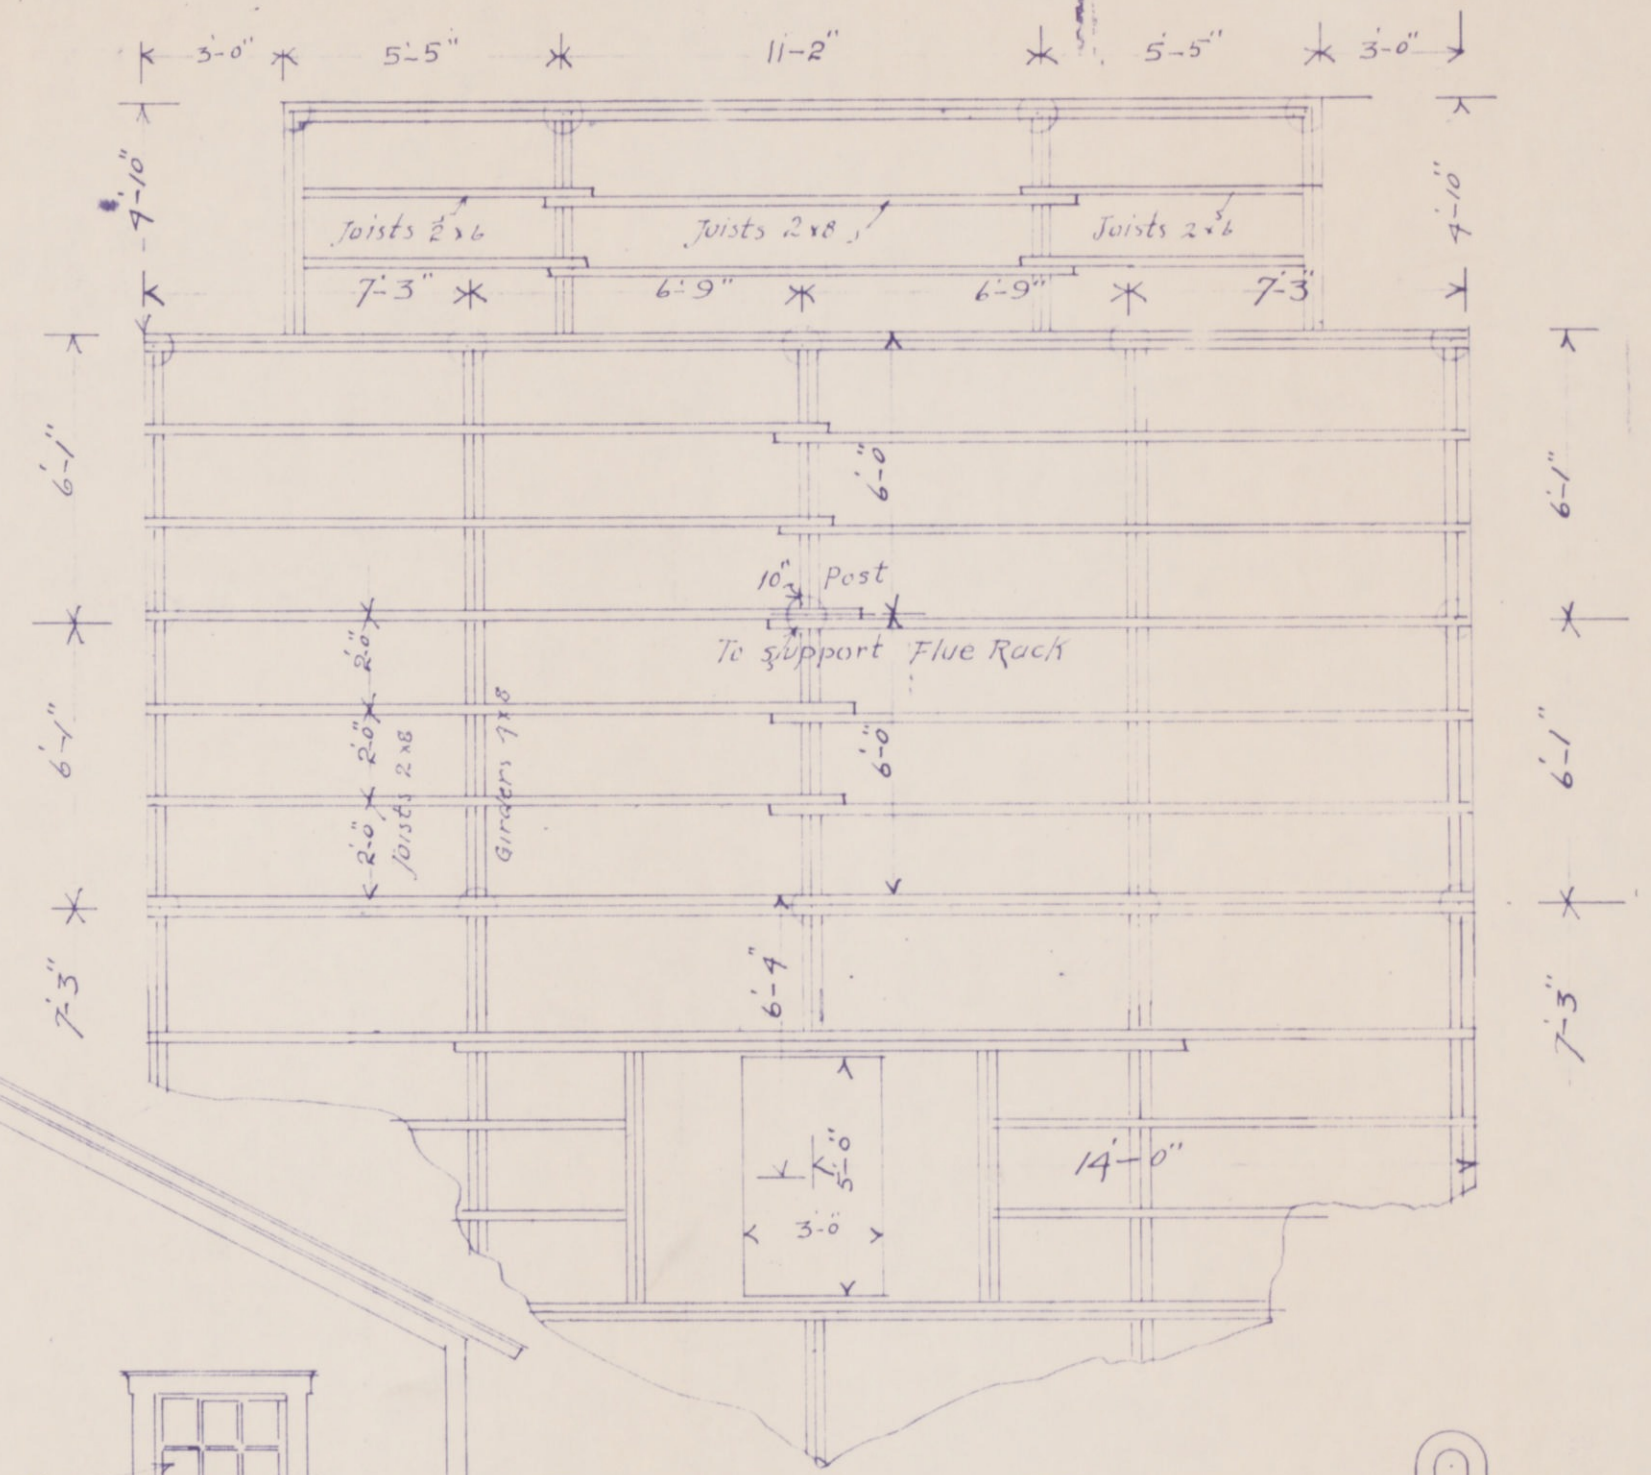 3'-0" 5'-5" 11'-2" 5'-5" 3'-0"
4'-10" 4'-10"
Joists 2x6 Joists 2x8 Joists 2x6
7'-3" 6'-9" 6'-9" 7'-3"
6'-1" 6'-0" 6'-1"
10" Post
To support Flue Rack
2'-0"
6'-1" 2'-0" 6'-0" 6'-1"
2'-0"
Joists 2x8
Girders 4x8
7'-3" 6'-4" 7'-3"
5'-0" 14'-0"
3'-0"